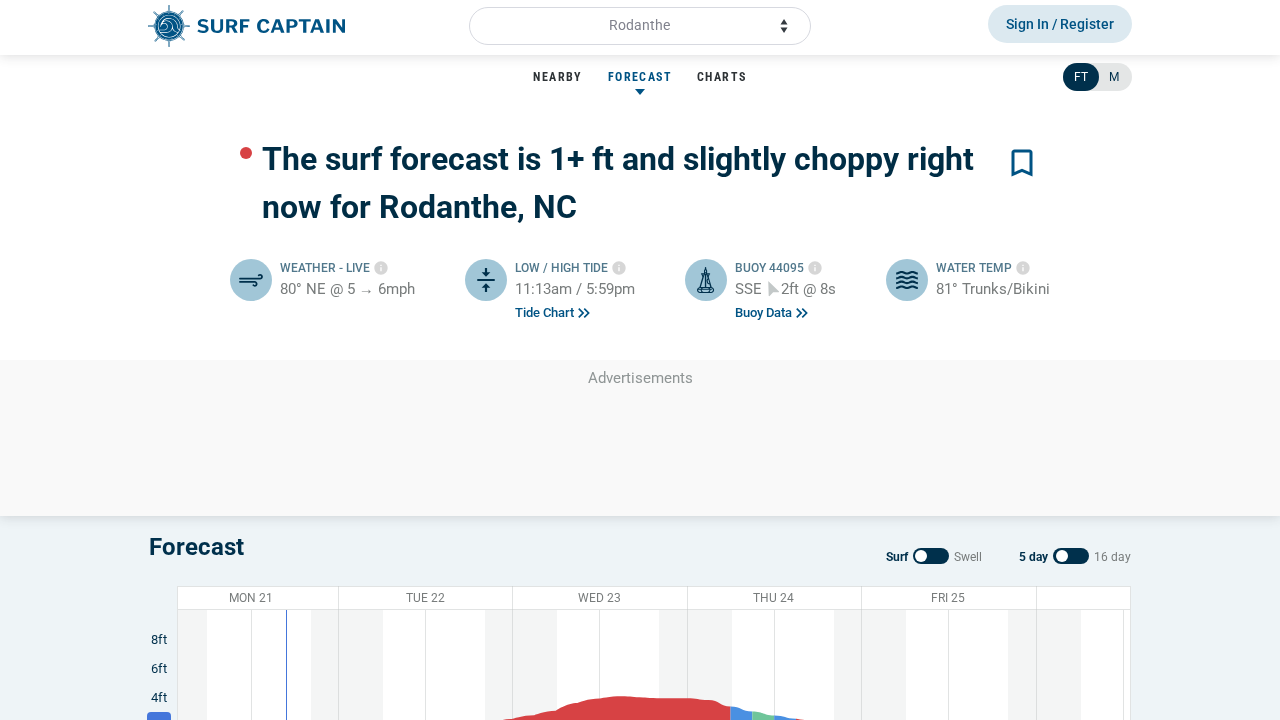 SURF CAPTAIN
Rodanthe
Sign In / Register
NEARBY FORECAST CHARTS
FT M
The surf forecast is 1+ ft and slightly choppy right
now for Rodanthe, NC
WEATHER - LIVE
80° NE @ 5 → 6mph
LOW / HIGH TIDE
11:13am / 5:59pm
Tide Chart
BUOY 44095
SSE 2ft @ 8s
Buoy Data
WATER TEMP
81° Trunks/Bikini
Advertisements
Forecast
Surf Swell
5 day 16 day
MON 21 TUE 22 WED 23 THU 24 FRI 25
8ft
6ft
4ft